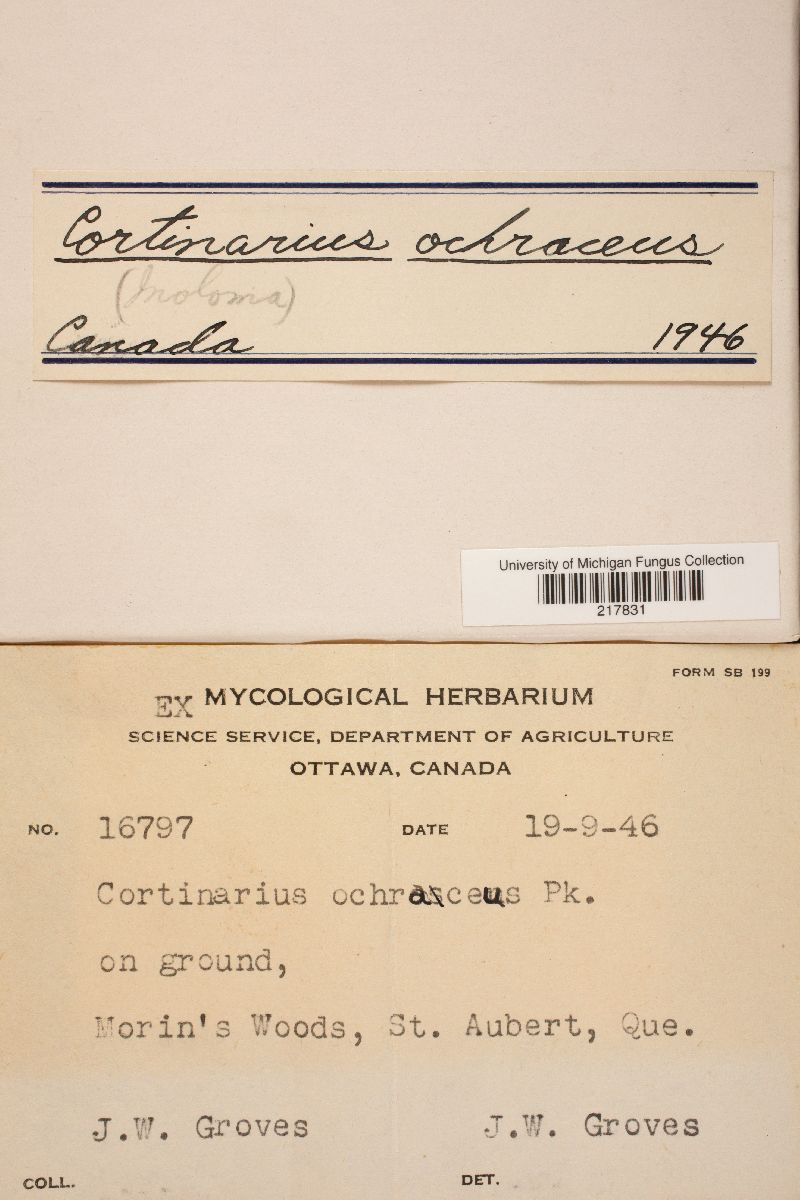 Cortinarius ochraceus
(Inoloma)
Canada 1946
University of Michigan Fungus Collection
217831
FORM SB 199
EX MYCOLOGICAL HERBARIUM
SCIENCE SERVICE, DEPARTMENT OF AGRICULTURE
OTTAWA, CANADA
NO. 16797 DATE 19-9-46
Cortinarius ochraceus Pk.
on ground,
Morin's Woods, St. Aubert, Que.
J.W. Groves J.W. Groves
COLL. DET.